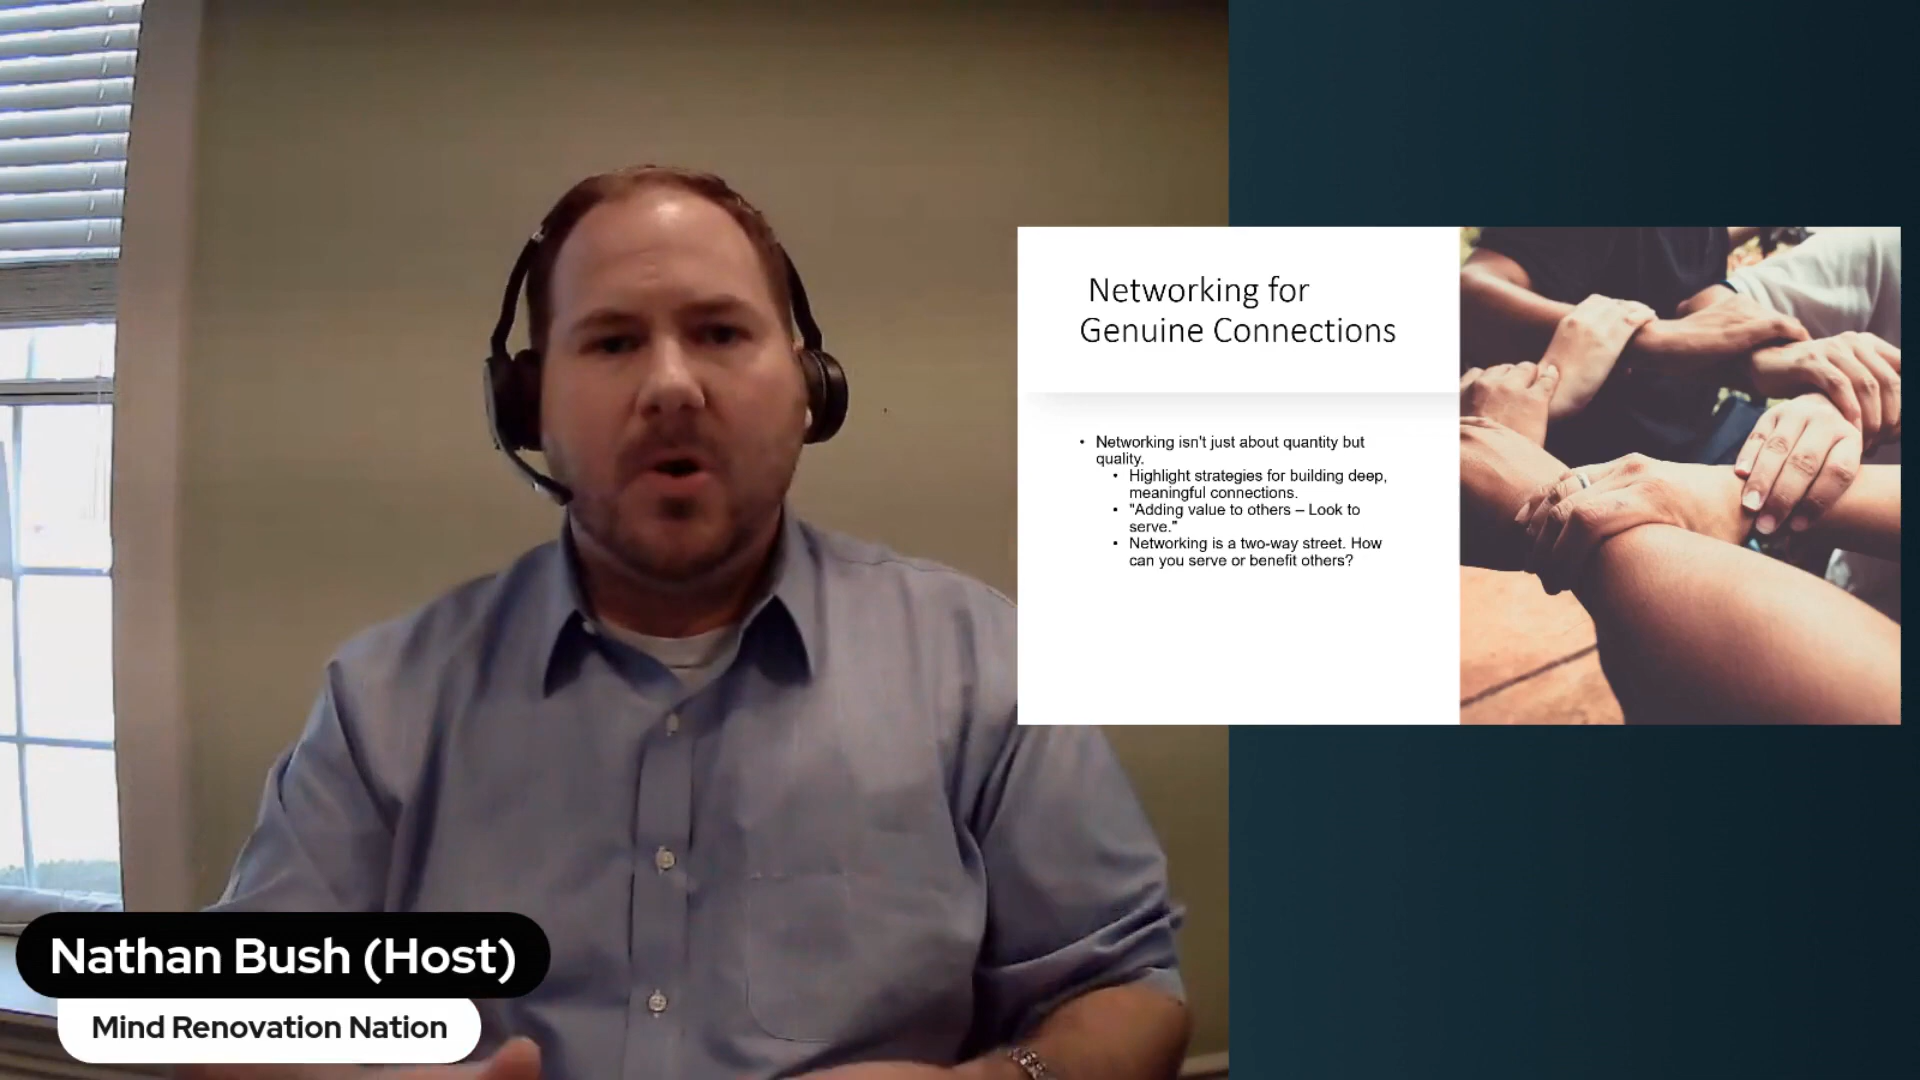 Networking for
Genuine Connections
• Networking isn't just about quantity but
quality.
• Highlight strategies for building deep,
meaningful connections.
• "Adding value to others – Look to
serve."
• Networking is a two-way street. How
can you serve or benefit others?
Nathan Bush (Host)
Mind Renovation Nation